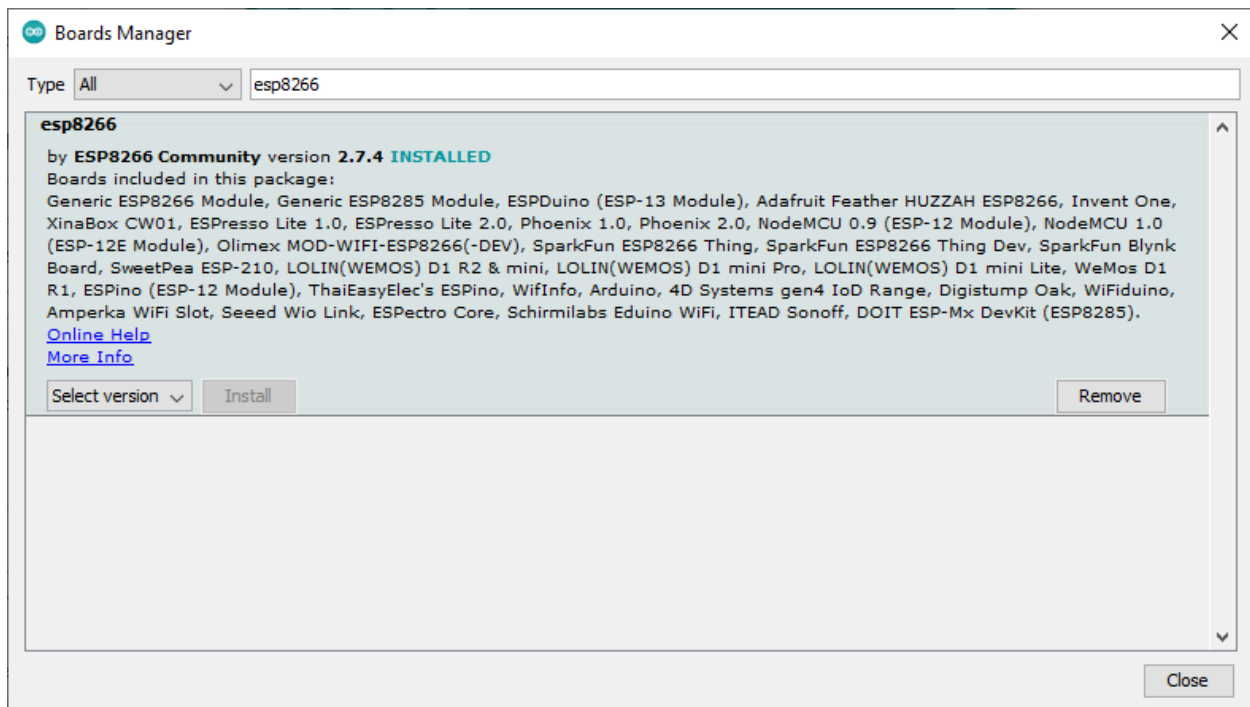 Boards Manager
Type All esp8266
esp8266
by ESP8266 Community version 2.7.4 INSTALLED
Boards included in this package:
Generic ESP8266 Module, Generic ESP8285 Module, ESPDuino (ESP-13 Module), Adafruit Feather HUZZAH ESP8266, Invent One,
XinaBox CW01, ESPresso Lite 1.0, ESPresso Lite 2.0, Phoenix 1.0, Phoenix 2.0, NodeMCU 0.9 (ESP-12 Module), NodeMCU 1.0
(ESP-12E Module), Olimex MOD-WIFI-ESP8266(-DEV), SparkFun ESP8266 Thing, SparkFun ESP8266 Thing Dev, SparkFun Blynk
Board, SweetPea ESP-210, LOLIN(WEMOS) D1 R2 & mini, LOLIN(WEMOS) D1 mini Pro, LOLIN(WEMOS) D1 mini Lite, WeMos D1
R1, ESPino (ESP-12 Module), ThaiEasyElec's ESPino, WifInfo, Arduino, 4D Systems gen4 IoD Range, Digistump Oak, WiFiduino,
Amperka WiFi Slot, Seeed Wio Link, ESPectro Core, Schirmilabs Eduino WiFi, ITEAD Sonoff, DOIT ESP-Mx DevKit (ESP8285).
Online Help
More Info
Select version Install Remove
Close